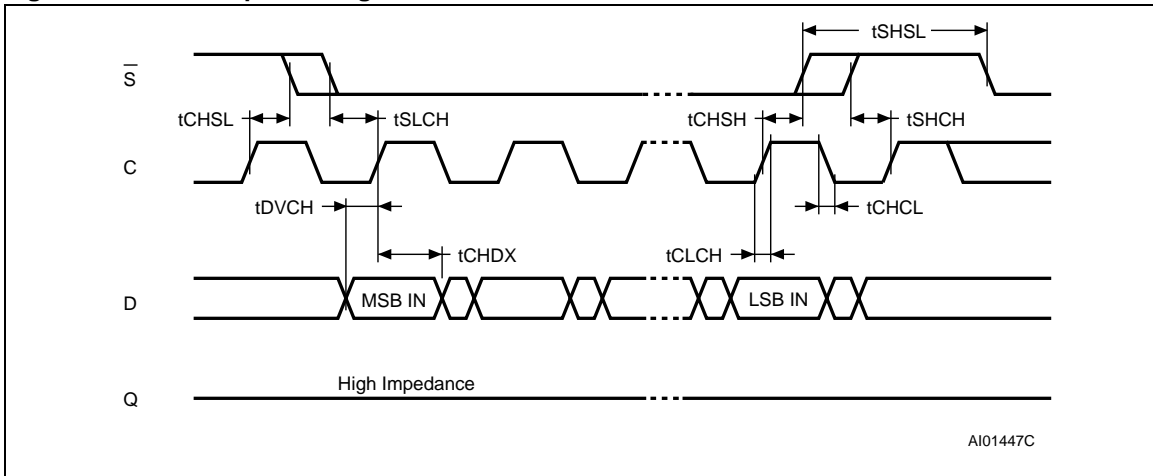 tSHSL
S
tCHSL
tSLCH
tCHSH
tSHCH
C
tDVCH
tCHCL
tCHDX
tCLCH
D
MSB IN
LSB IN
High Impedance
Q
AI01447C